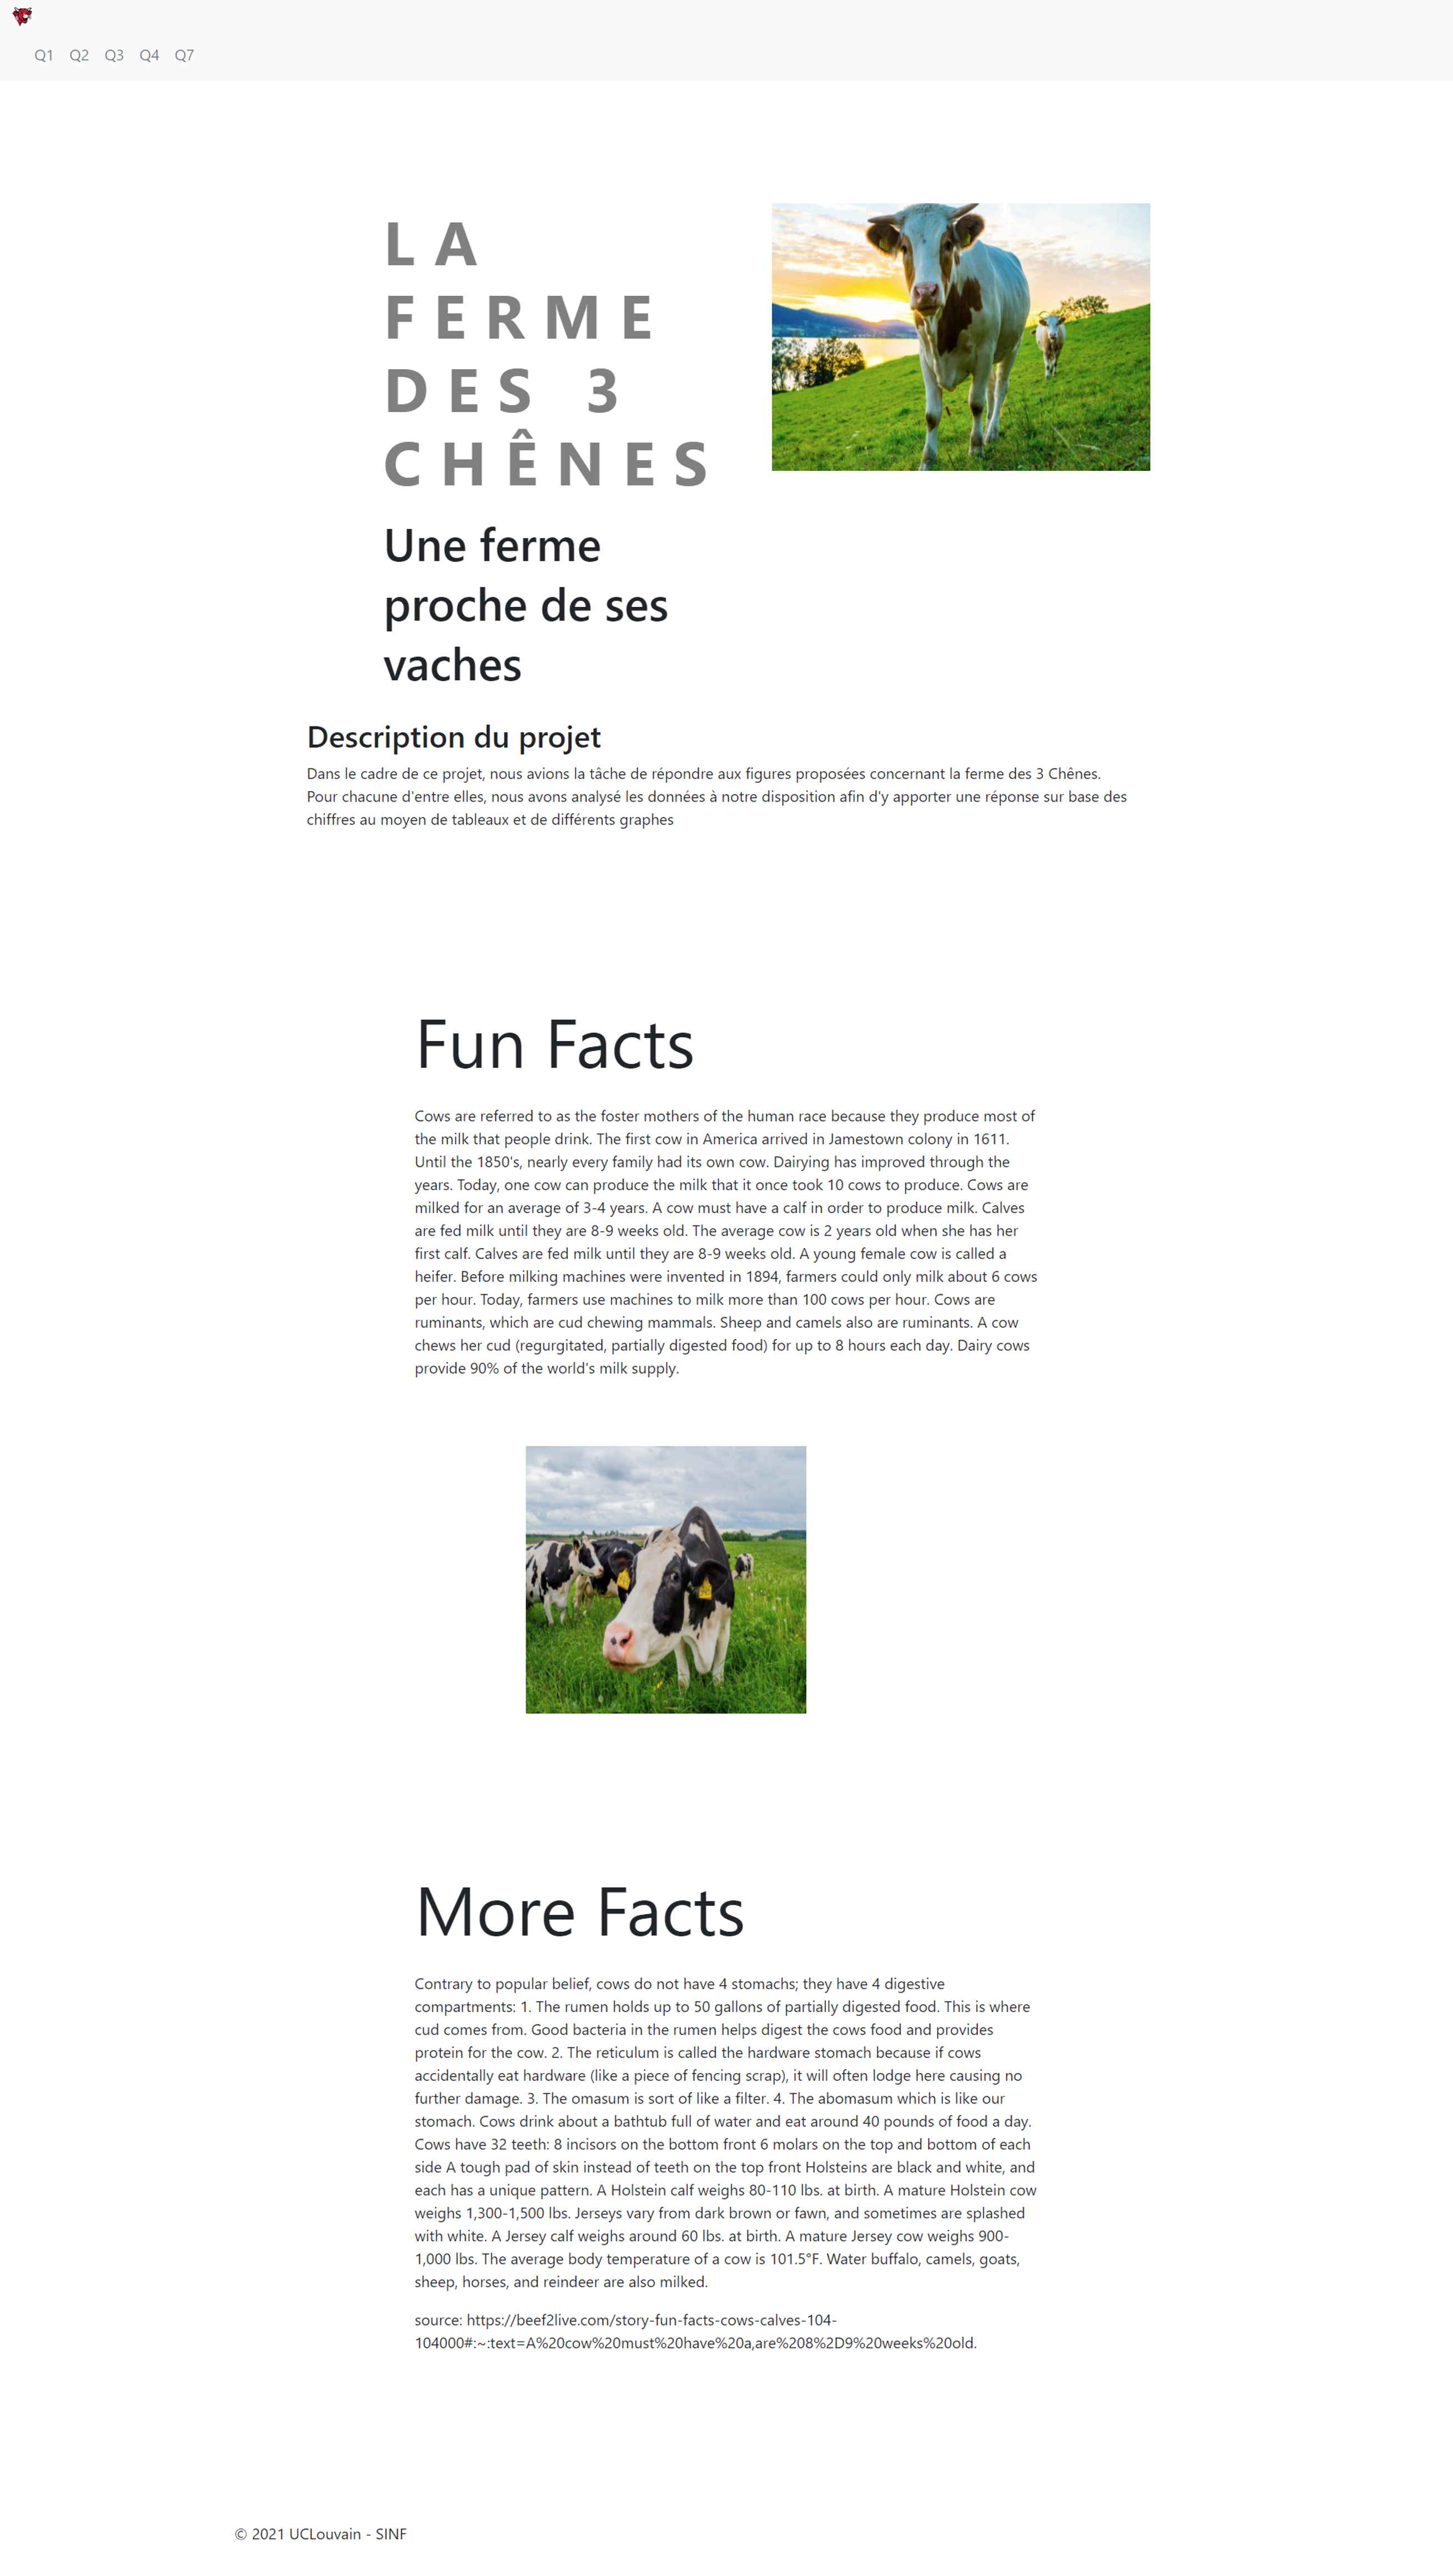 Q1 Q2 Q3 Q4 Q7
LA
FERME
DES 3
CHÊNES
Une ferme
proche de ses
vaches
Description du projet
Dans le cadre de ce projet, nous avions la tâche de répondre aux figures proposées concernant la ferme des 3 Chênes.
Pour chacune d'entre elles, nous avons analysé les données à notre disposition afin d'y apporter une réponse sur base des
chiffres au moyen de tableaux et de différents graphes
Fun Facts
Cows are referred to as the foster mothers of the human race because they produce most of
the milk that people drink. The first cow in America arrived in Jamestown colony in 1611.
Until the 1850's, nearly every family had its own cow. Dairying has improved through the
years. Today, one cow can produce the milk that it once took 10 cows to produce. Cows are
milked for an average of 3-4 years. A cow must have a calf in order to produce milk. Calves
are fed milk until they are 8-9 weeks old. The average cow is 2 years old when she has her
first calf. Calves are fed milk until they are 8-9 weeks old. A young female cow is called a
heifer. Before milking machines were invented in 1894, farmers could only milk about 6 cows
per hour. Today, farmers use machines to milk more than 100 cows per hour. Cows are
ruminants, which are cud chewing mammals. Sheep and camels also are ruminants. A cow
chews her cud (regurgitated, partially digested food) for up to 8 hours each day. Dairy cows
provide 90% of the world's milk supply.
More Facts
Contrary to popular belief, cows do not have 4 stomachs; they have 4 digestive
compartments: 1. The rumen holds up to 50 gallons of partially digested food. This is where
cud comes from. Good bacteria in the rumen helps digest the cows food and provides
protein for the cow. 2. The reticulum is called the hardware stomach because if cows
accidentally eat hardware (like a piece of fencing scrap), it will often lodge here causing no
further damage. 3. The omasum is sort of like a filter. 4. The abomasum which is like our
stomach. Cows drink about a bathtub full of water and eat around 40 pounds of food a day.
Cows have 32 teeth: 8 incisors on the bottom front 6 molars on the top and bottom of each
side A tough pad of skin instead of teeth on the top front Holsteins are black and white, and
each has a unique pattern. A Holstein calf weighs 80-110 lbs. at birth. A mature Holstein cow
weighs 1,300-1,500 lbs. Jerseys vary from dark brown or fawn, and sometimes are splashed
with white. A Jersey calf weighs around 60 lbs. at birth. A mature Jersey cow weighs 900-
1,000 lbs. The average body temperature of a cow is 101.5°F. Water buffalo, camels, goats,
sheep, horses, and reindeer are also milked.
source: https://beef2live.com/story-fun-facts-cows-calves-104-
104000#:~:text=A%20cow%20must%20have%20a,are%208%2D9%20weeks%20old.
© 2021 UCLouvain - SINF